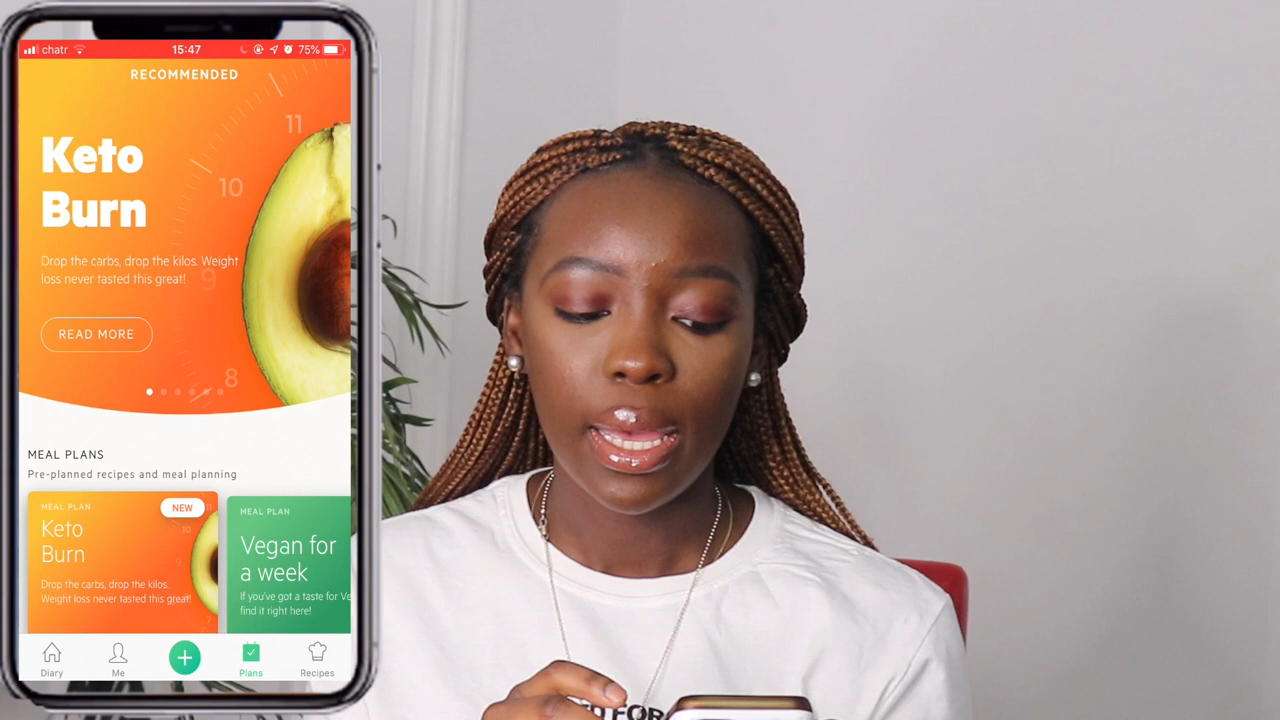 chatr 15:47 75%
RECOMMENDED
11
Keto
10
Burn
Drop the carbs, drop the kilos. Weight
loss never tasted this great!
9
READ MORE
8
MEAL PLANS
Pre-planned recipes and meal planning
MEAL PLAN
NEW
Keto
Burn
10
Drop the carbs, drop the kilos.
Weight loss never tasted this great!
MEAL PLAN
Vegan for
a week
If you've got a taste for Ve
find it right here!
Diary Me + Plans Recipes
FOR